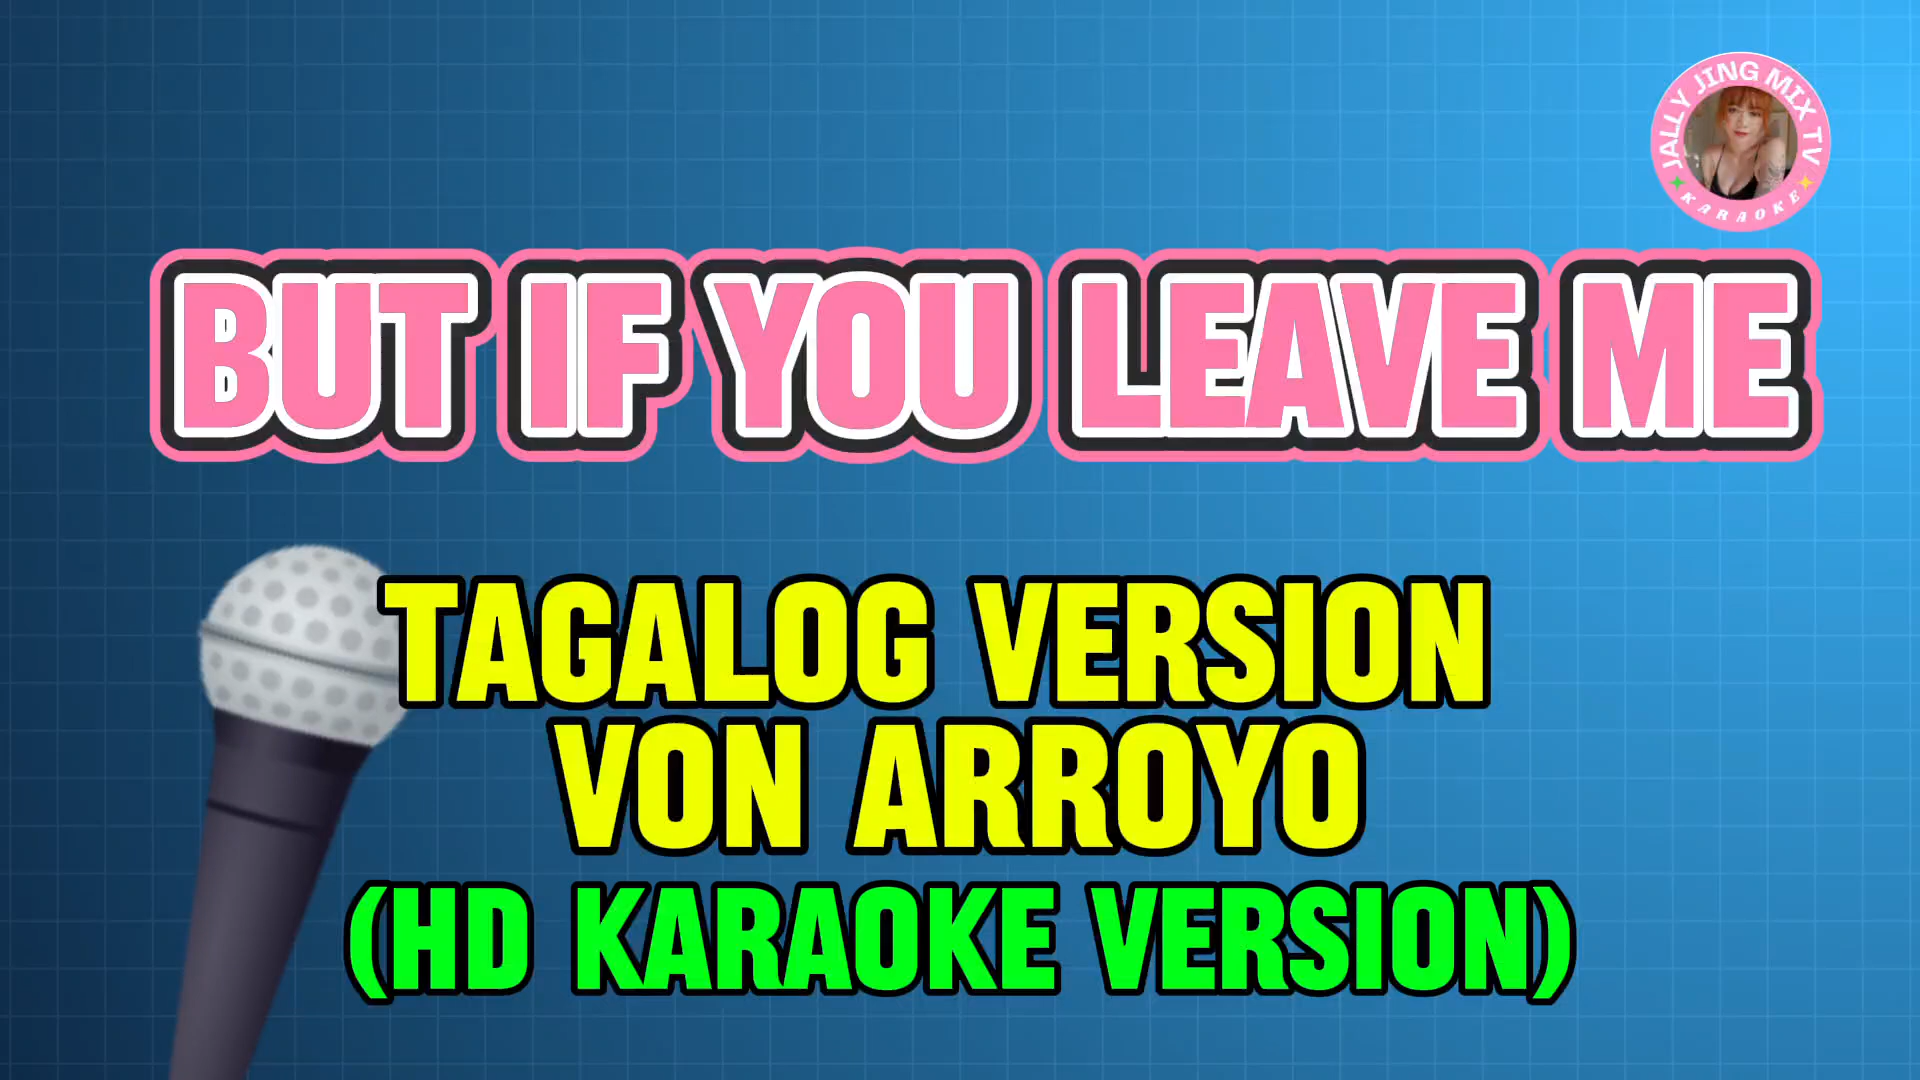 JALLY JING MIX TV
KARAOKE
BUT IF YOU LEAVE ME
TAGALOG VERSION
VON ARROYO
(HD KARAOKE VERSION)